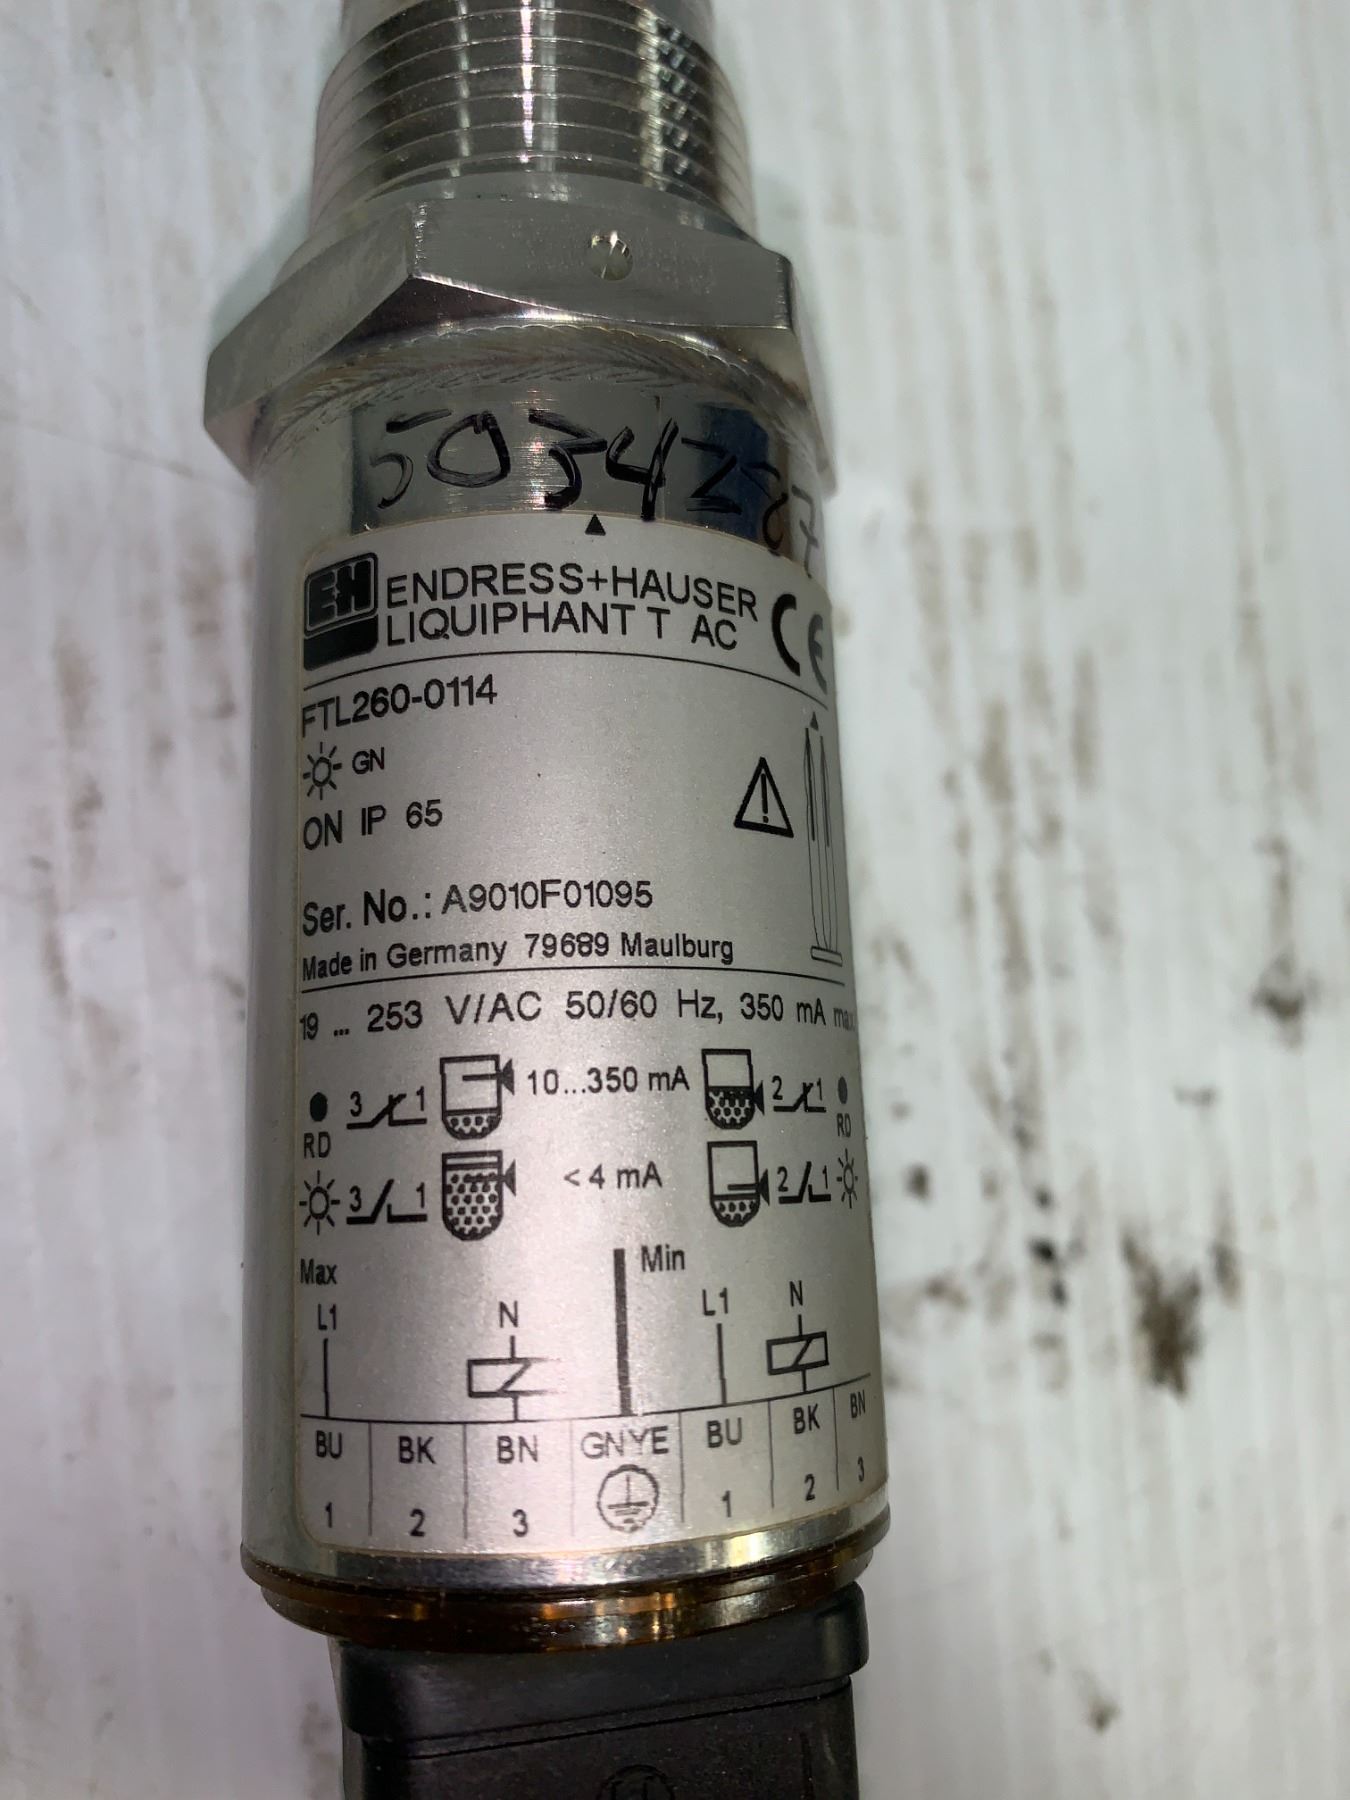 5034287
EH ENDRESS+HAUSER
LIQUIPHANT T AC CE
FTL260-0114
GN
ON IP 65
Ser. No.: A9010F01095
Made in Germany 79689 Maulburg
19 ... 253 V/AC 50/60 Hz, 350 mA max
3 1 10...350 mA 2 1
RD RD
3 1 < 4 mA 2 1
Max Min
L1 N L1 N
BU BK BN GNYE BU BK BN
1 2 3 1 2 3